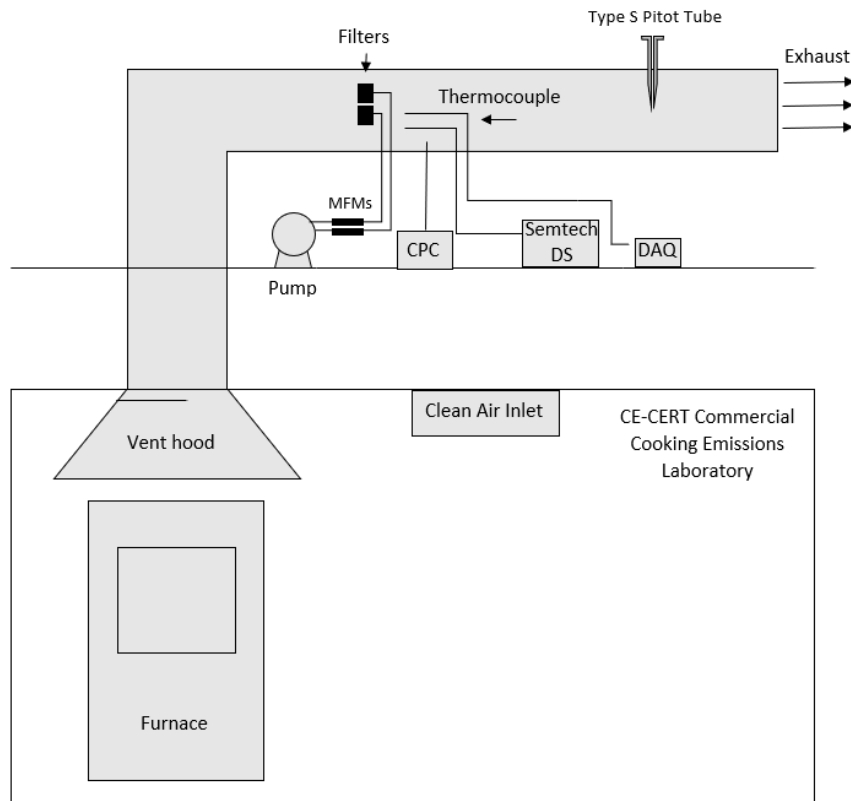 Type S Pitot Tube
Filters
Exhaust
Thermocouple
MFMs
CPC
Semtech
DS
DAQ
Pump
Clean Air Inlet
CE-CERT Commercial
Cooking Emissions
Laboratory
Vent hood
Furnace